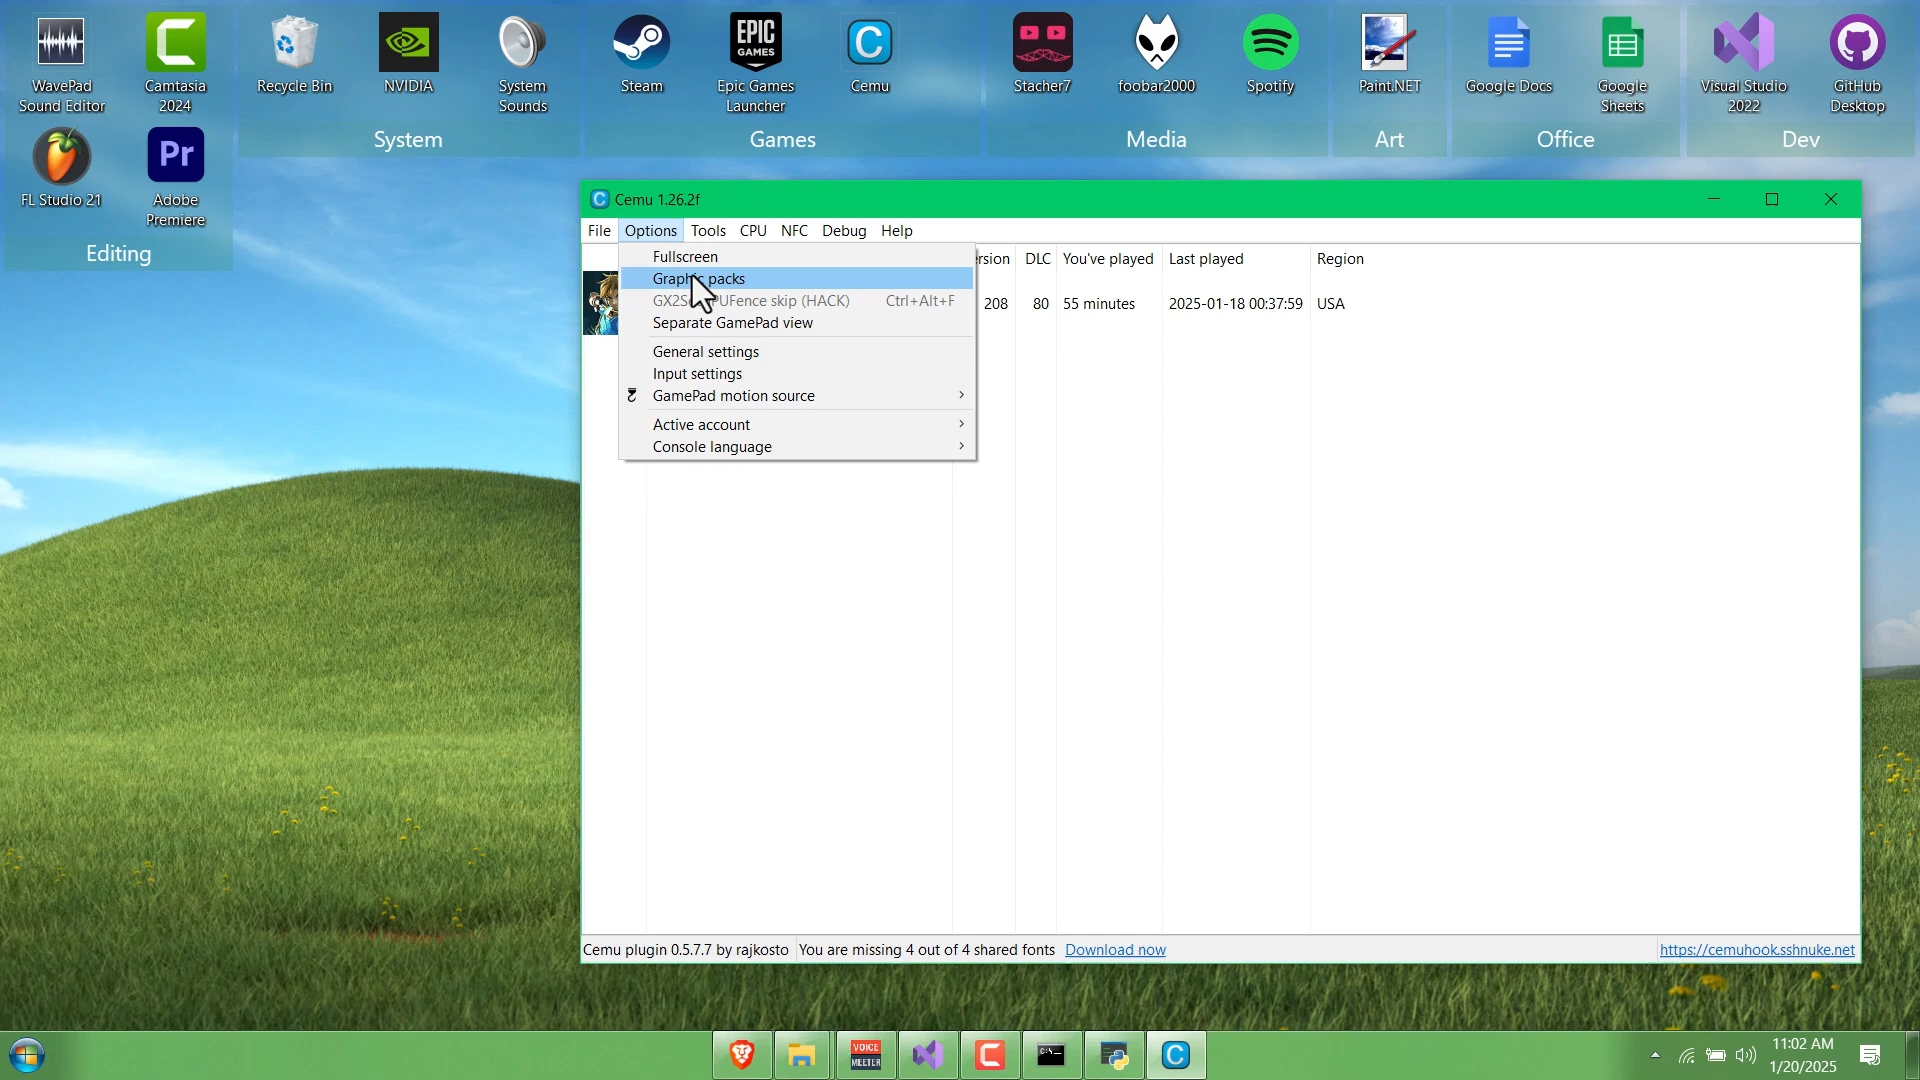 WavePad
Sound Editor
Camtasia
2024
Recycle Bin
NVIDIA
System
Sounds
Steam
EPIC
GAMES
Epic Games
Launcher
Cemu
Stacher7
foobar2000
Spotify
Paint.NET
Google Docs
Google
Sheets
Visual Studio
2022
GitHub
Desktop
System
Games
Media
Art
Office
Dev
FL Studio 21
Pr
Adobe
Premiere
Editing
Cemu 1.26.2f
File Options Tools CPU NFC Debug Help
DLC You've played Last played Region
208 80 55 minutes 2025-01-18 00:37:59 USA
Fullscreen
Graphic packs
skip (HACK) Ctrl+Alt+F
Separate GamePad view
General settings
Input settings
GamePad motion source
Active account
Console language
Cemu plugin 0.5.7.7 by rajkosto You are missing 4 out of 4 shared fonts Download now https://cemuhook.sshnuke.net
VOICE
MEETER
C:\_
11:02 AM
1/20/2025